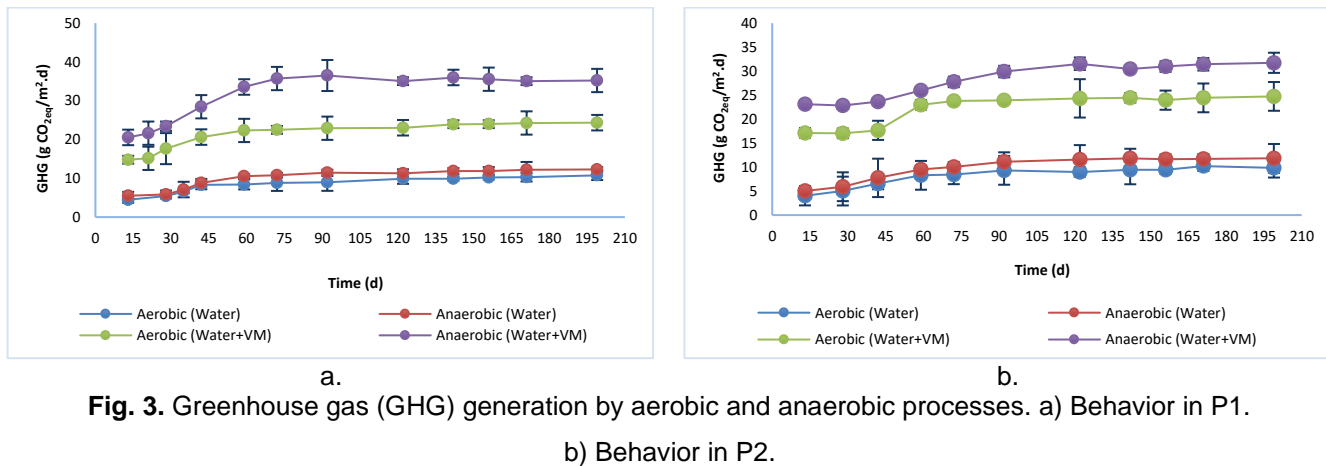 GHG (g CO2eq/m².d)
50
40
30
20
10
0
0 15 30 45 60 75 90 105 120 135 150 165 180 195 210
Time (d)
Aerobic (Water) Anaerobic (Water)
Aerobic (Water+VM) Anaerobic (Water+VM)
a.
GHG (g CO2eq/m².d)
40
35
30
25
20
15
10
5
0
0 15 30 45 60 75 90 105 120 135 150 165 180 195 210
Time (d)
Aerobic (Water) Anaerobic (Water)
Aerobic (Water+VM) Anaerobic (Water+VM)
b.
Fig. 3. Greenhouse gas (GHG) generation by aerobic and anaerobic processes. a) Behavior in P1.
b) Behavior in P2.